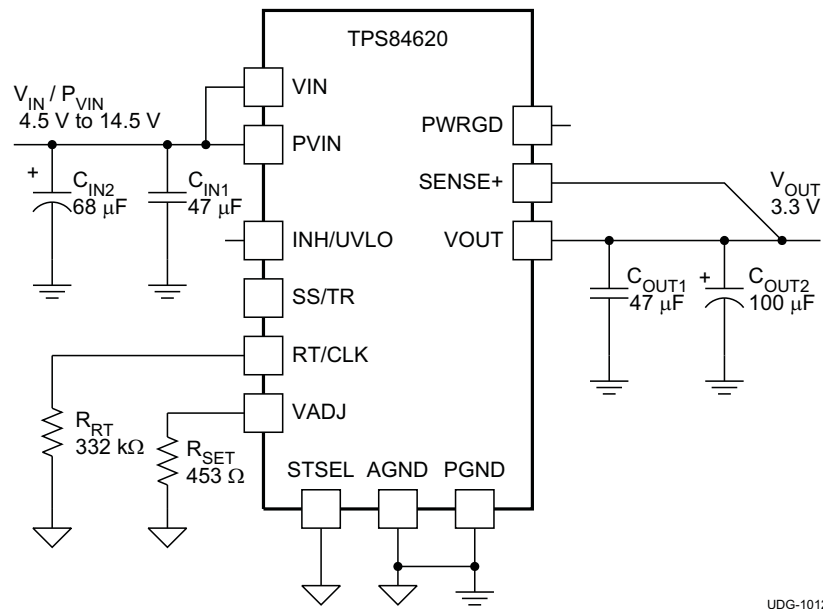 TPS84620
VIN
V_IN / P_VIN
4.5 V to 14.5 V
PVIN
PWRGD
SENSE+
V_OUT
3.3 V
+
C_IN2
68 μF
C_IN1
47 μF
INH/UVLO
VOUT
SS/TR
C_OUT1
47 μF
+
C_OUT2
100 μF
RT/CLK
VADJ
R_RT
332 kΩ
R_SET
453 Ω
STSEL
AGND
PGND